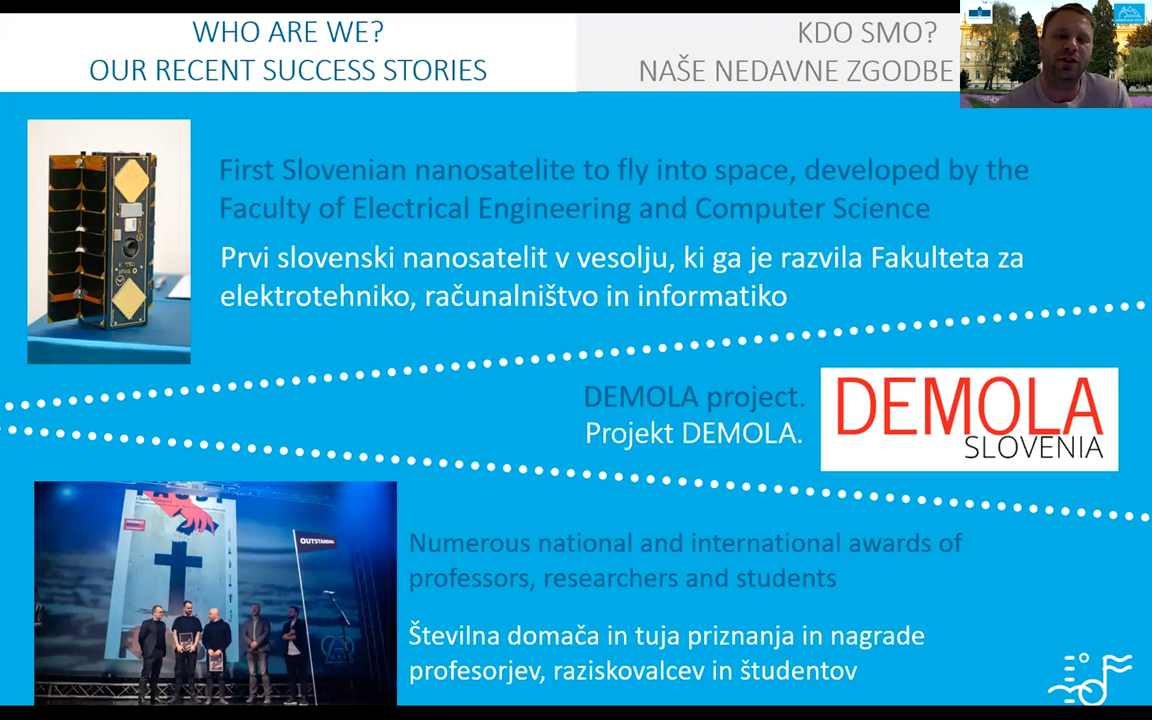 WHO ARE WE?
OUR RECENT SUCCESS STORIES
KDO SMO?
NAŠE NEDAVNE ZGODBE
First Slovenian nanosatelite to fly into space, developed by the
Faculty of Electrical Engineering and Computer Science
Prvi slovenski nanosatelit v vesolju, ki ga je razvila Fakulteta za
elektrotehniko, računalništvo in informatiko
DEMOLA project.
Projekt DEMOLA.
DEMOLA
SLOVENIA
OUTSTANDING
Numerous national and international awards of
professors, researchers and students
Številna domača in tuja priznanja in nagrade
profesorjev, raziskovalcev in študentov